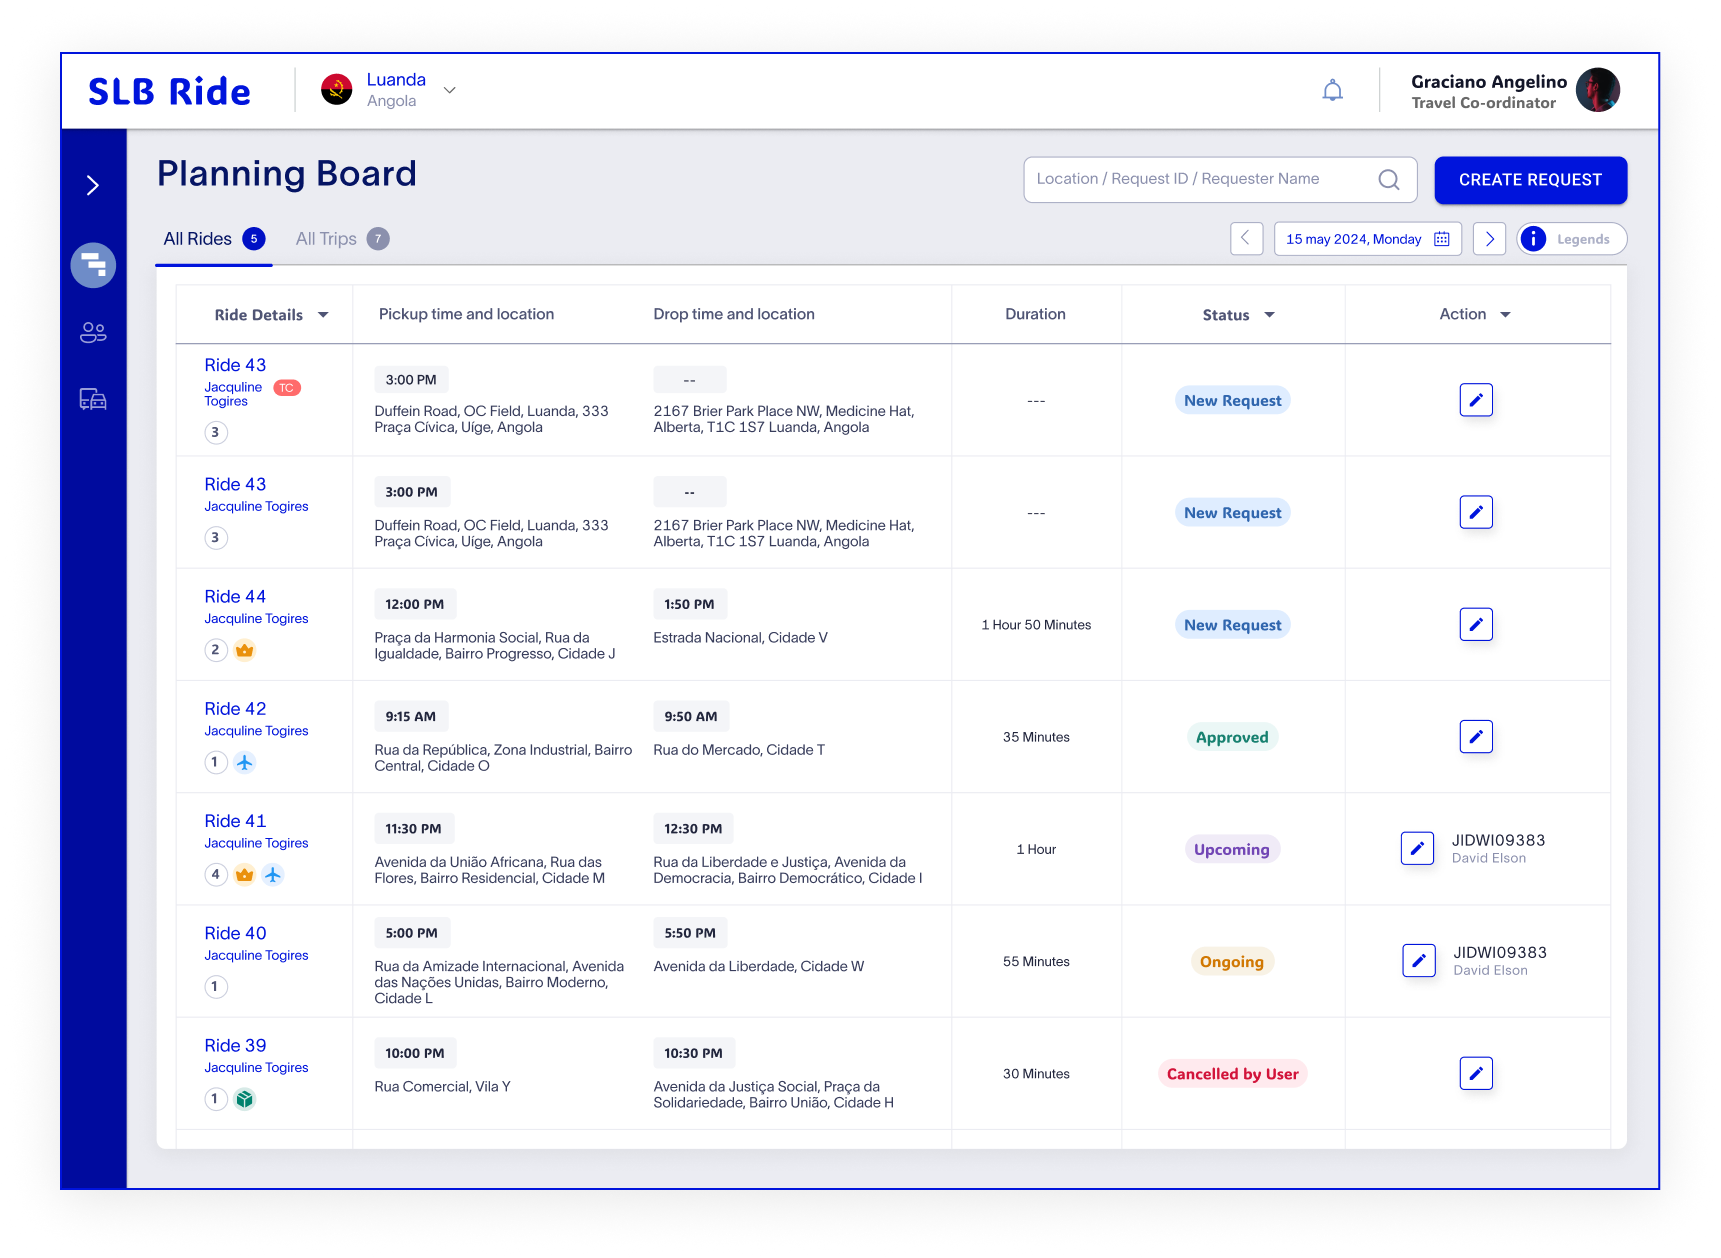 SLB Ride
Luanda
Angola
Graciano Angelino
Travel Co-ordinator
Planning Board
Location / Request ID / Requester Name
CREATE REQUEST
All Rides 5
All Trips 7
15 may 2024, Monday
i Legends
Ride Details
Pickup time and location
Drop time and location
Duration
Status
Action
Ride 43
Jacquline
Togires
TC
3
3:00 PM
Duffein Road, OC Field, Luanda, 333
Praça Cívica, Uíge, Angola
--
2167 Brier Park Place NW, Medicine Hat,
Alberta, T1C 1S7 Luanda, Angola
---
New Request
Ride 43
Jacquline Togires
3
3:00 PM
Duffein Road, OC Field, Luanda, 333
Praça Cívica, Uíge, Angola
--
2167 Brier Park Place NW, Medicine Hat,
Alberta, T1C 1S7 Luanda, Angola
---
New Request
Ride 44
Jacquline Togires
2
12:00 PM
Praça da Harmonia Social, Rua da
Igualdade, Bairro Progresso, Cidade J
1:50 PM
Estrada Nacional, Cidade V
1 Hour 50 Minutes
New Request
Ride 42
Jacquline Togires
1
9:15 AM
Rua da República, Zona Industrial, Bairro
Central, Cidade O
9:50 AM
Rua do Mercado, Cidade T
35 Minutes
Approved
Ride 41
Jacquline Togires
4
11:30 PM
Avenida da União Africana, Rua das
Flores, Bairro Residencial, Cidade M
12:30 PM
Rua da Liberdade e Justiça, Avenida da
Democracia, Bairro Democrático, Cidade I
1 Hour
Upcoming
JIDWI09383
David Elson
Ride 40
Jacquline Togires
1
5:00 PM
Rua da Amizade Internacional, Avenida
das Nações Unidas, Bairro Moderno,
Cidade L
5:50 PM
Avenida da Liberdade, Cidade W
55 Minutes
Ongoing
JIDWI09383
David Elson
Ride 39
Jacquline Togires
1
10:00 PM
Rua Comercial, Vila Y
10:30 PM
Avenida da Justiça Social, Praça da
Solidariedade, Bairro União, Cidade H
30 Minutes
Cancelled by User